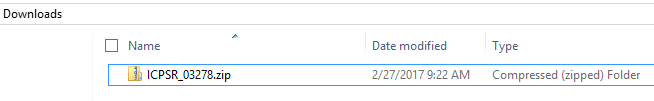 Downloads
Name Date modified Type
ICPSR_03278.zip 2/27/2017 9:22 AM Compressed (zipped) Folder